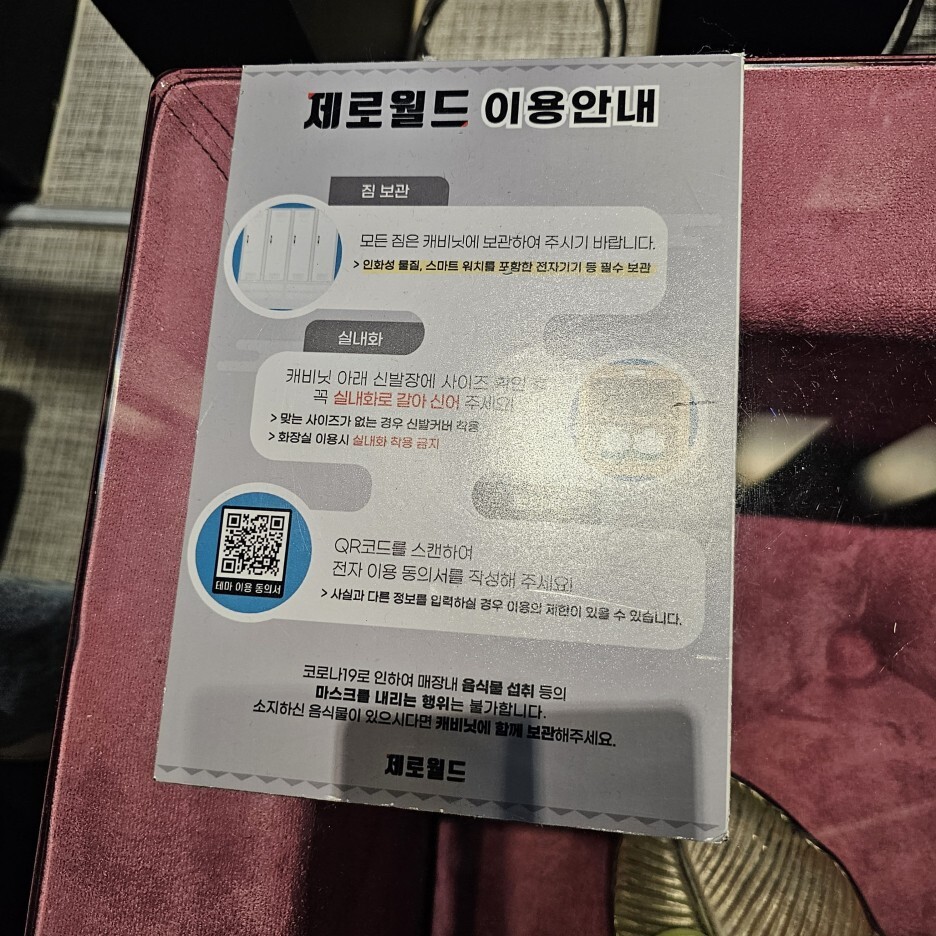 제로월드 이용안내
짐 보관
모든 짐은 캐비닛에 보관하여 주시기 바랍니다.
> 인화성 물질, 스마트 워치를 포함한 전자기기 등 필수 보관
실내화
캐비닛 아래 신발장에 사이즈 확인 후
꼭 실내화로 갈아 신어 주세요!
> 맞는 사이즈가 없는 경우 신발커버 착용
> 화장실 이용시 실내화 착용 금지
테마 이용 동의서
QR코드를 스캔하여
전자 이용 동의서를 작성해 주세요!
> 사실과 다른 정보를 입력하실 경우 이용의 제한이 있을 수 있습니다.
코로나19로 인하여 매장내 음식물 섭취 등의
마스크를 내리는 행위는 불가합니다.
소지하신 음식물이 있으시다면 캐비닛에 함께 보관해주세요.
제로월드